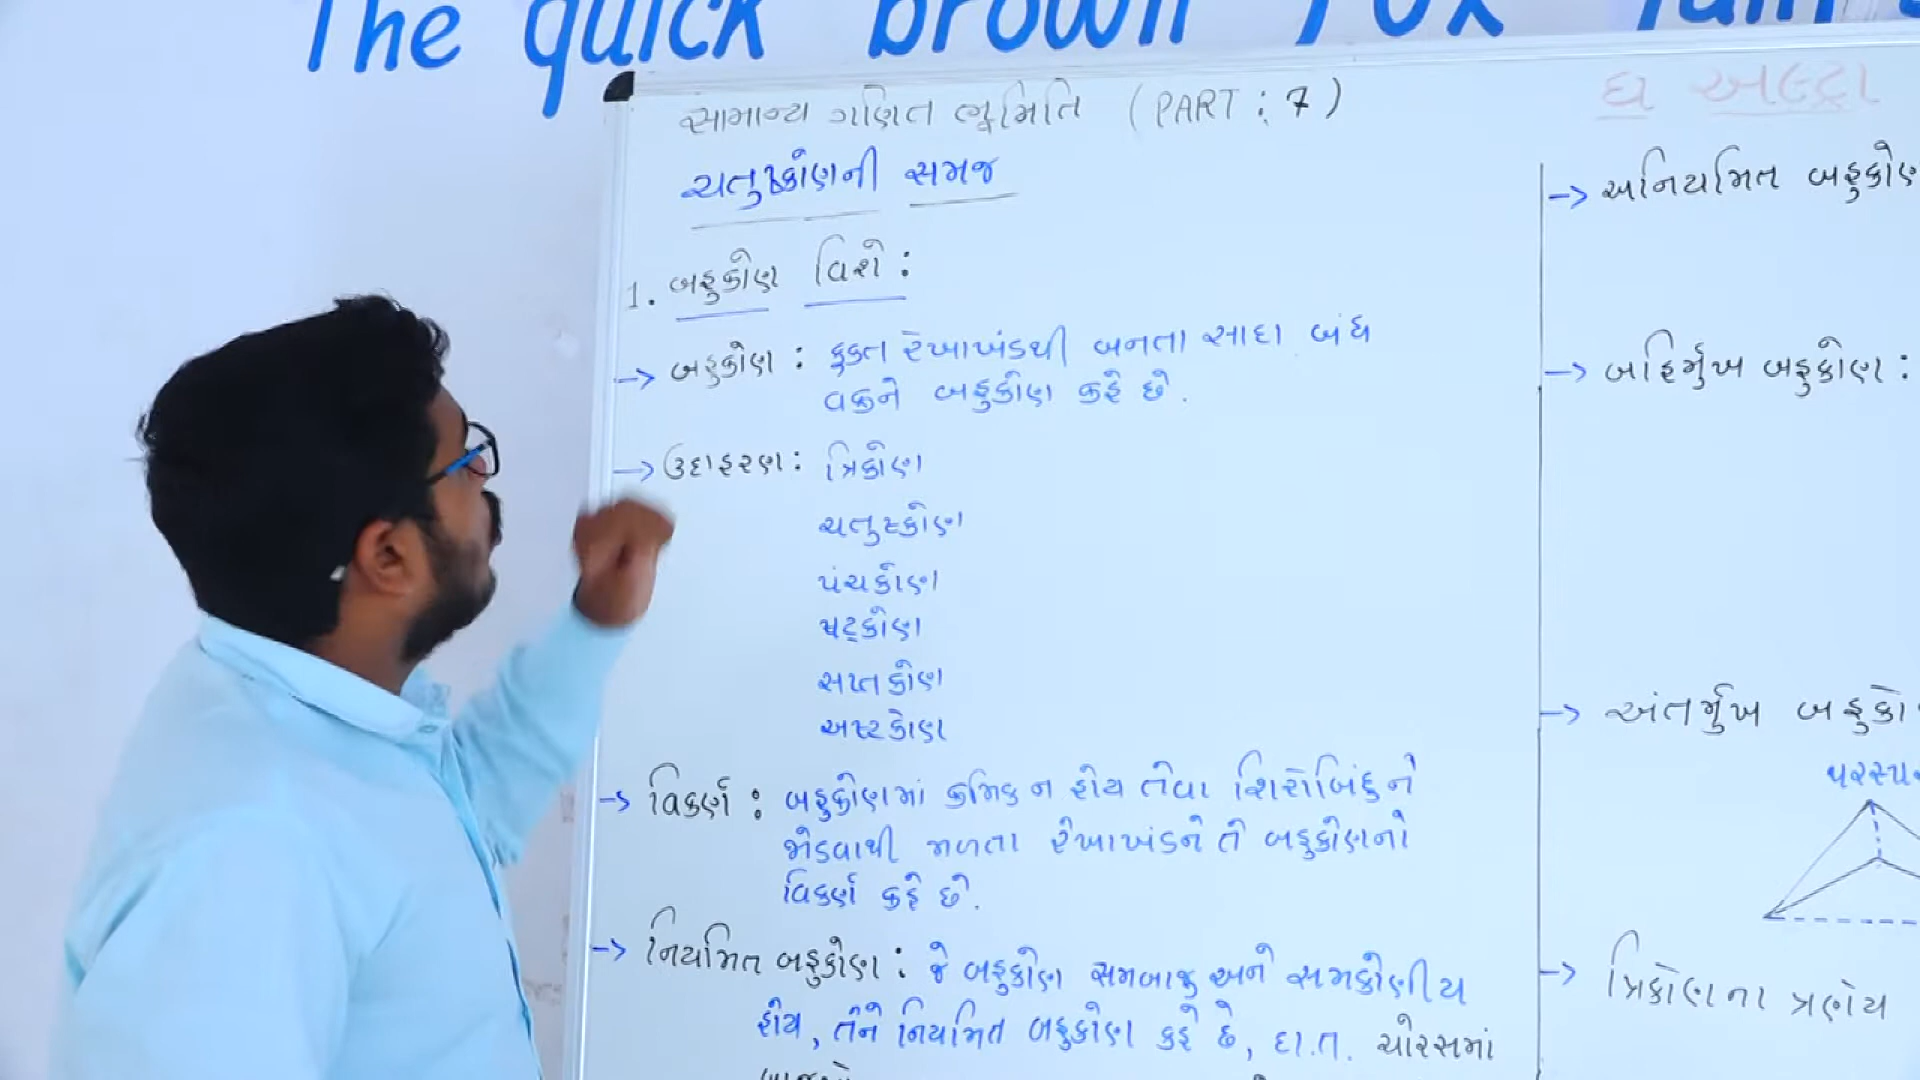 The quick brown Fox
સામાન્ય ગણિત ભૂમિતિ (PART : 7)
ચતુષ્કોણની સમજ
1. બહુકોણ વિશે :
→ બહુકોણ : ફક્ત રેખાખંડથી બનતા સાદા બંધ
વક્રને બહુકોણ કહે છે.
→ ઉદાહરણ : ત્રિકોણ
ચતુષ્કોણ
પંચકોણ
ષટ્કોણ
સપ્તકોણ
અષ્ટકોણ
→ વિકર્ણ : બહુકોણમાં ક્રમિક ન હોય તેવા શિરોબિંદુને
જોડવાથી મળતા રેખાખંડને તે બહુકોણનો
વિકર્ણ કહે છે.
→ નિયમિત બહુકોણ : જે બહુકોણ સમબાજુ અને સમકોણીય
હોય, તેને નિયમિત બહુકોણ કહે છે, દા.ત. ચોરસમાં
ઘ અલ્ટ્રા
→ અનિયમિત બહુકોણ
→ બહિર્મુખ બહુકોણ :
→ અંતર્મુખ બહુકો
પરસ્પ
→ ત્રિકોણના ત્રણેય